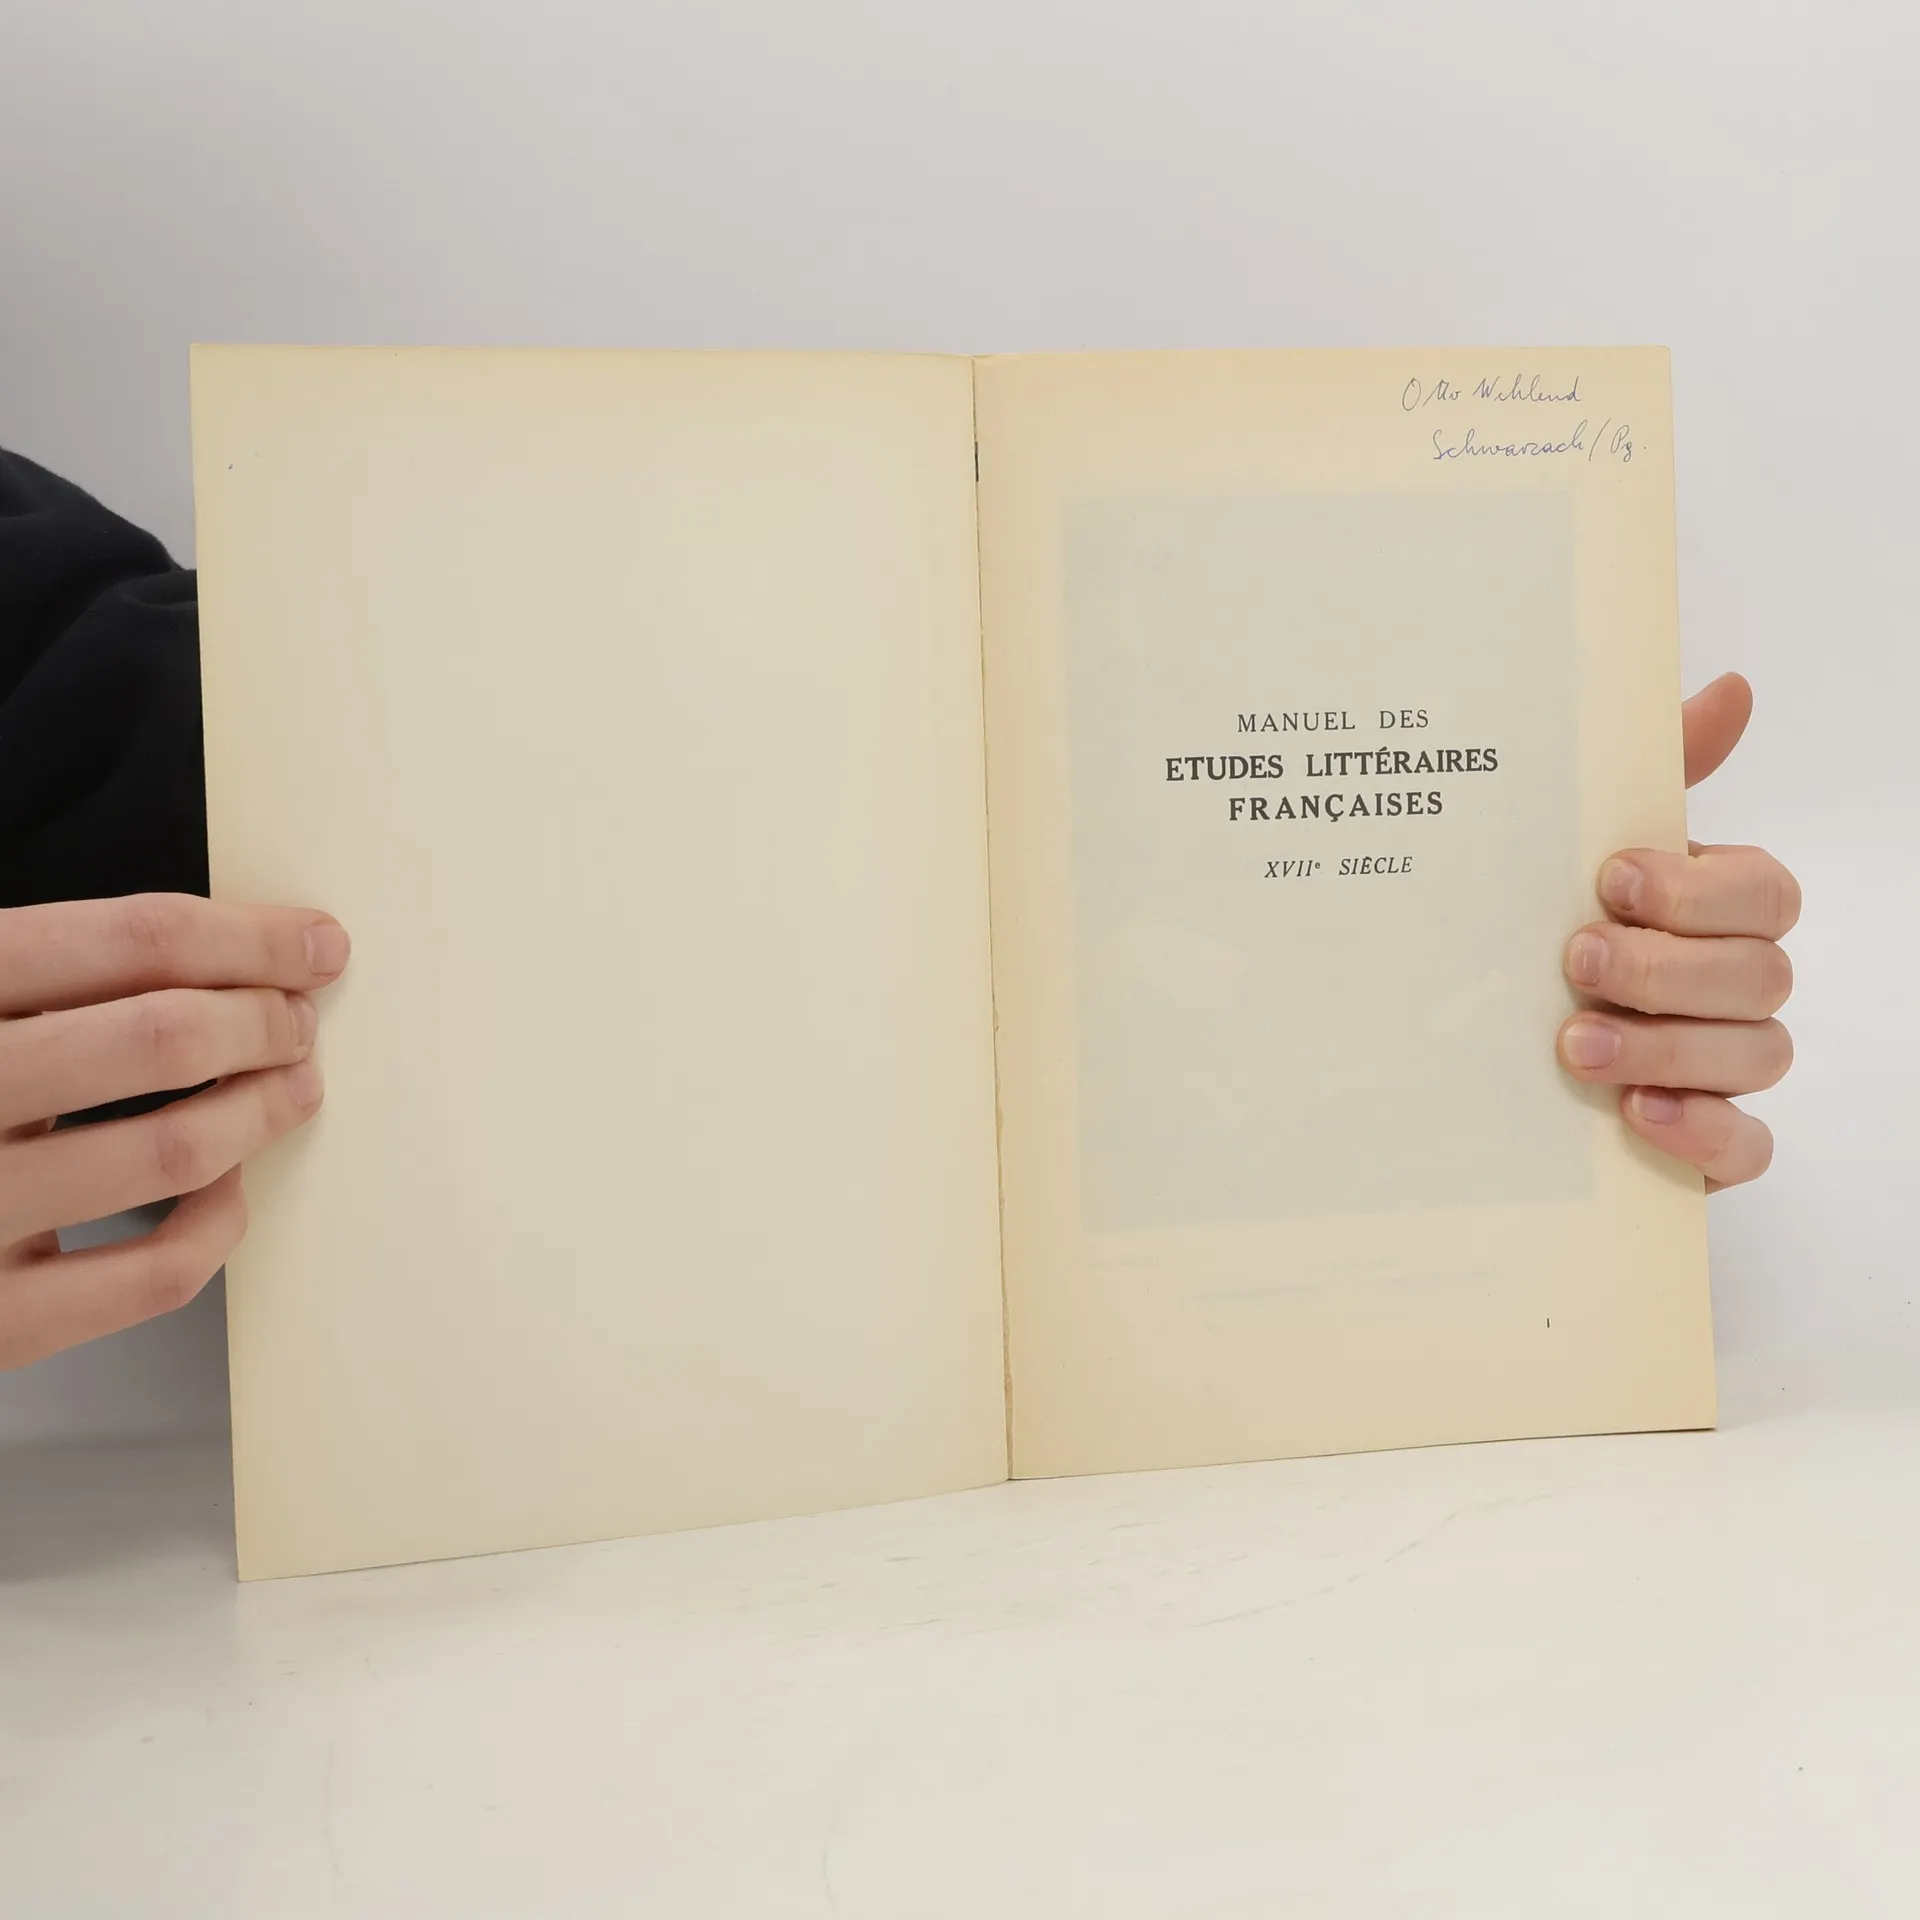 Otto Wehlend
Schwarzach/Pg.
MANUEL DES
ETUDES LITTÉRAIRES
FRANÇAISES
XVIIᵉ SIÈCLE
I